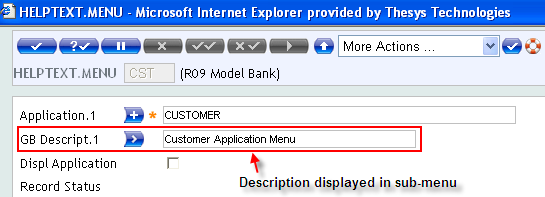 HELPTEXT.MENU - Microsoft Internet Explorer provided by Thesys Technologies
More Actions ...
HELPTEXT.MENU CST (R09 Model Bank)
Application.1 CUSTOMER
GB Descript.1 Customer Application Menu
Displ Application
Record Status
Description displayed in sub-menu